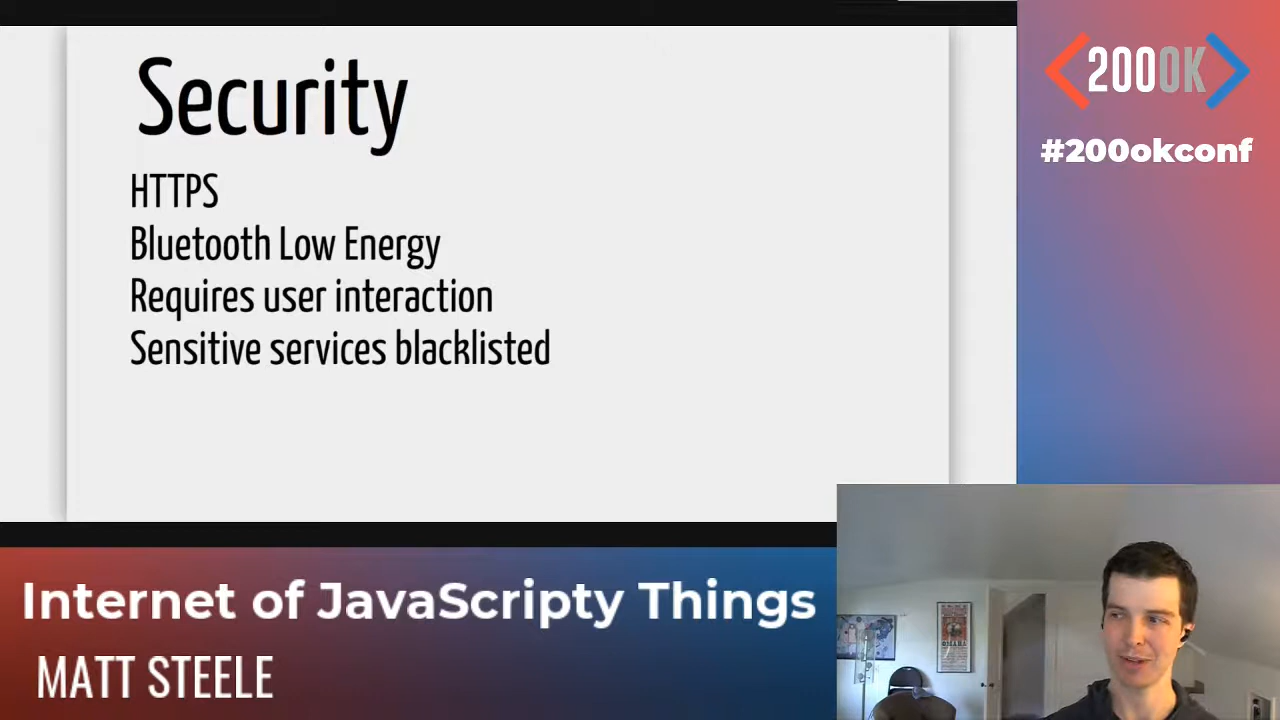 Security
HTTPS
Bluetooth Low Energy
Requires user interaction
Sensitive services blacklisted
200OK
#200okconf
Internet of JavaScripty Things
MATT STEELE